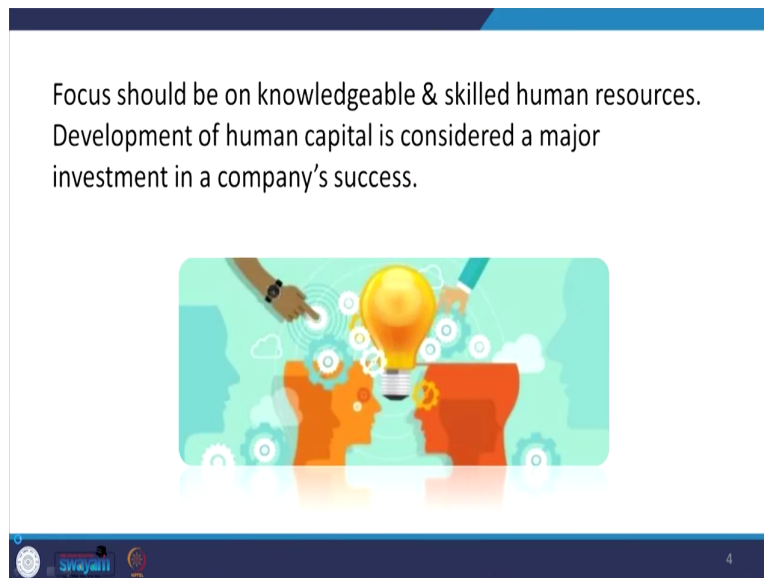 Focus should be on knowledgeable & skilled human resources.
Development of human capital is considered a major
investment in a company's success.
swayam
4